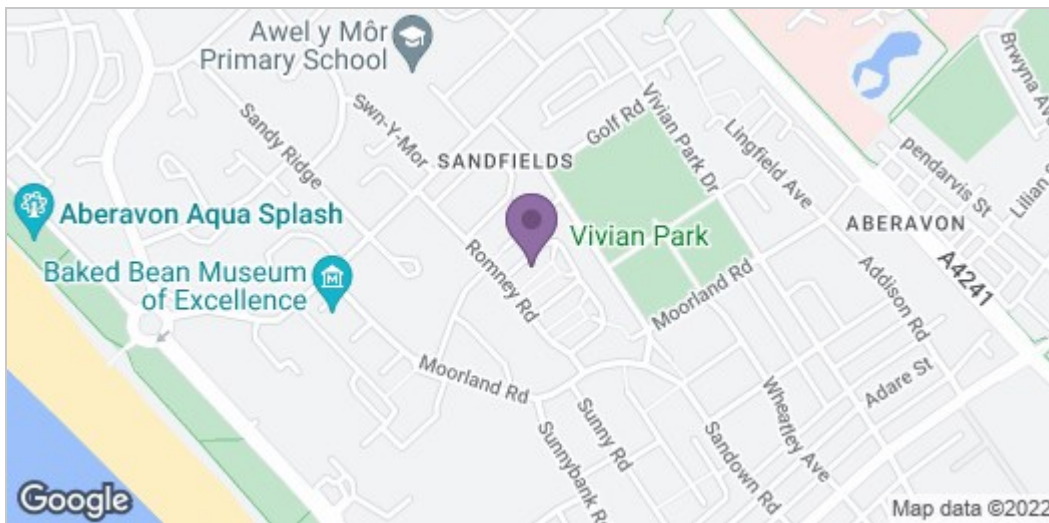 Awel y Môr
Primary School
Swn-Y-Mor
Sandy Ridge
SANDFIELDS
Golf Rd
Vivian Park Dr
Lingfield Ave
Brwyna Ave
pendarvis St
Lilian S
ABERAVON
A4241
Aberavon Aqua Splash
Vivian Park
Baked Bean Museum
of Excellence
Romney Rd
Moorland Rd
Addison Rd
Adare St
Moorland Rd
Wheatley Ave
Sunny Rd
Sunnybank Rd
Sandown Rd
Google
Map data ©2022